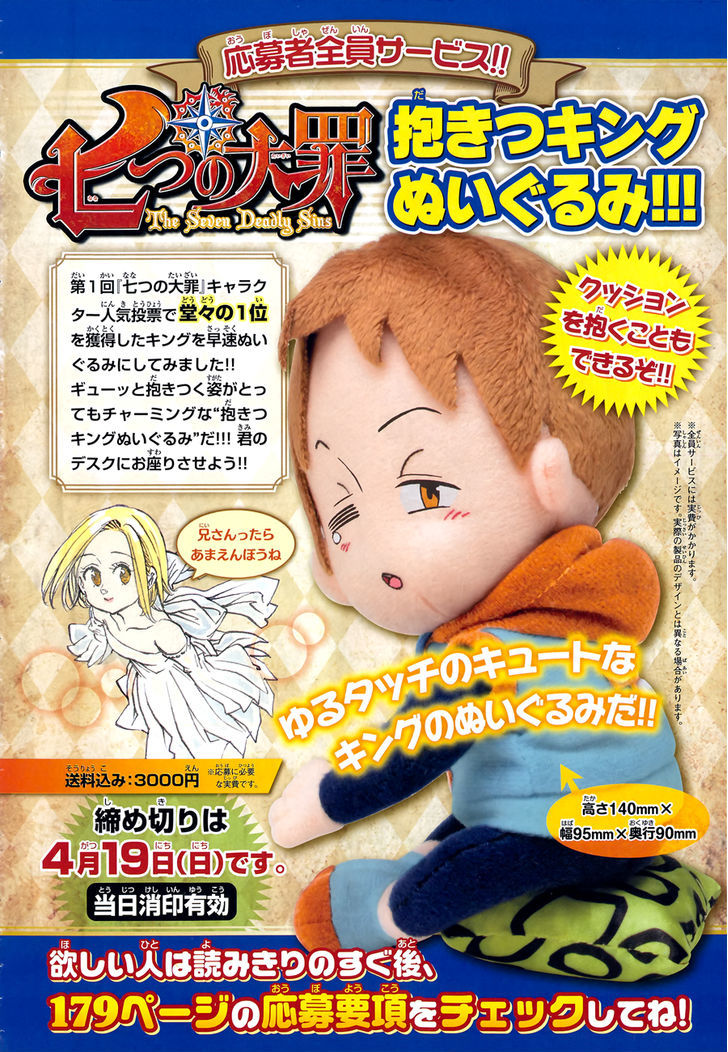 応募者全員サービス!!
七つの大罪
The Seven Deadly Sins
抱きつキング
ぬいぐるみ!!!
第1回『七つの大罪』キャラク
ター人気投票で堂々の1位
を獲得したキングを早速ぬい
ぐるみにしてみました!!
ギューッと抱きつく姿がとっ
てもチャーミングな“抱きつ
キングぬいぐるみ”だ!!! 君の
デスクにお座りさせよう!!
クッション
を抱くことも
できるぞ!!
※全員サービスには実費がかかります。
※写真はイメージです。実際の製品のデザインとは異なる場合があります。
兄さんったら
あまえんぼうね
ゆるタッチのキュートな
キングのぬいぐるみだ!!
送料込み:3000円
※応募に必要
な実費です。
高さ140mm×
幅95mm×奥行90mm
締め切りは
4月19日(日)です。
当日消印有効
欲しい人は読みきりのすぐ後、
179ページの応募要項をチェックしてね!